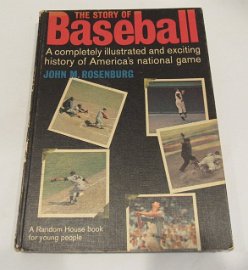 THE STORY OF
Baseball
A completely illustrated and exciting
history of America's national game
JOHN M. ROSENBURG
A Random House book
for young people